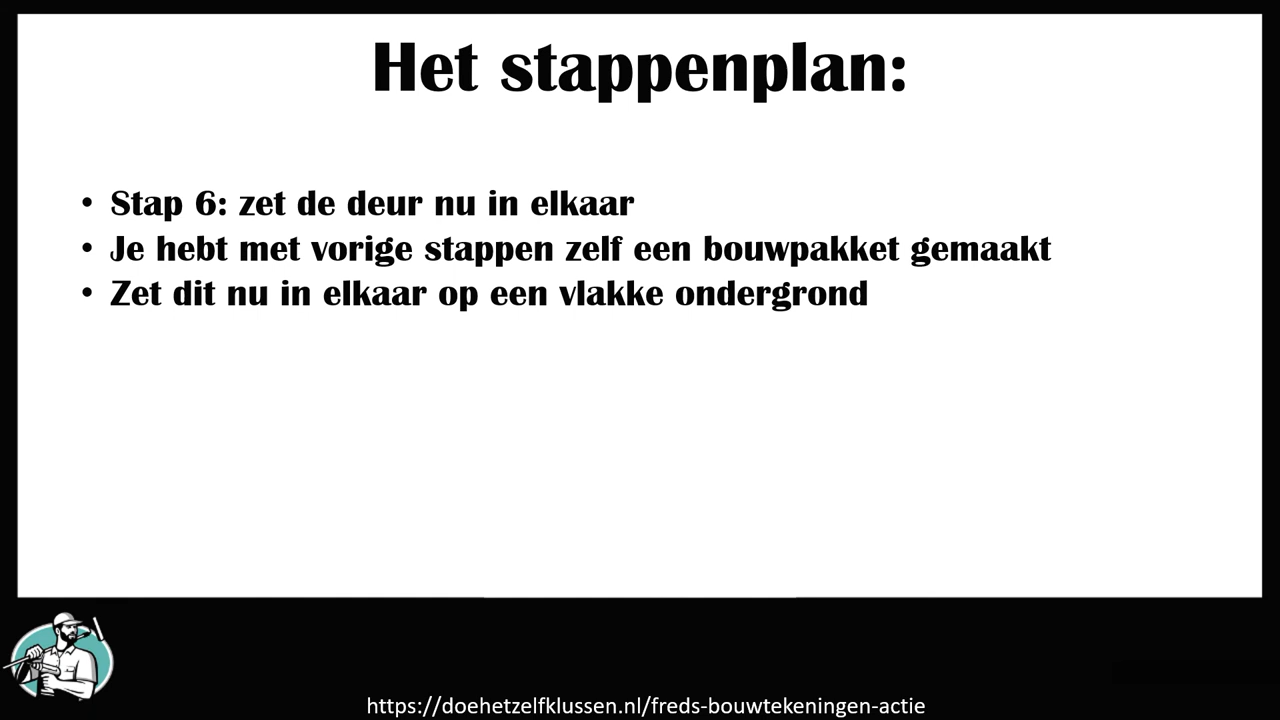 Het stappenplan:
• Stap 6: zet de deur nu in elkaar
• Je hebt met vorige stappen zelf een bouwpakket gemaakt
• Zet dit nu in elkaar op een vlakke ondergrond
https://doehetzelfklussen.nl/freds-bouwtekeningen-actie